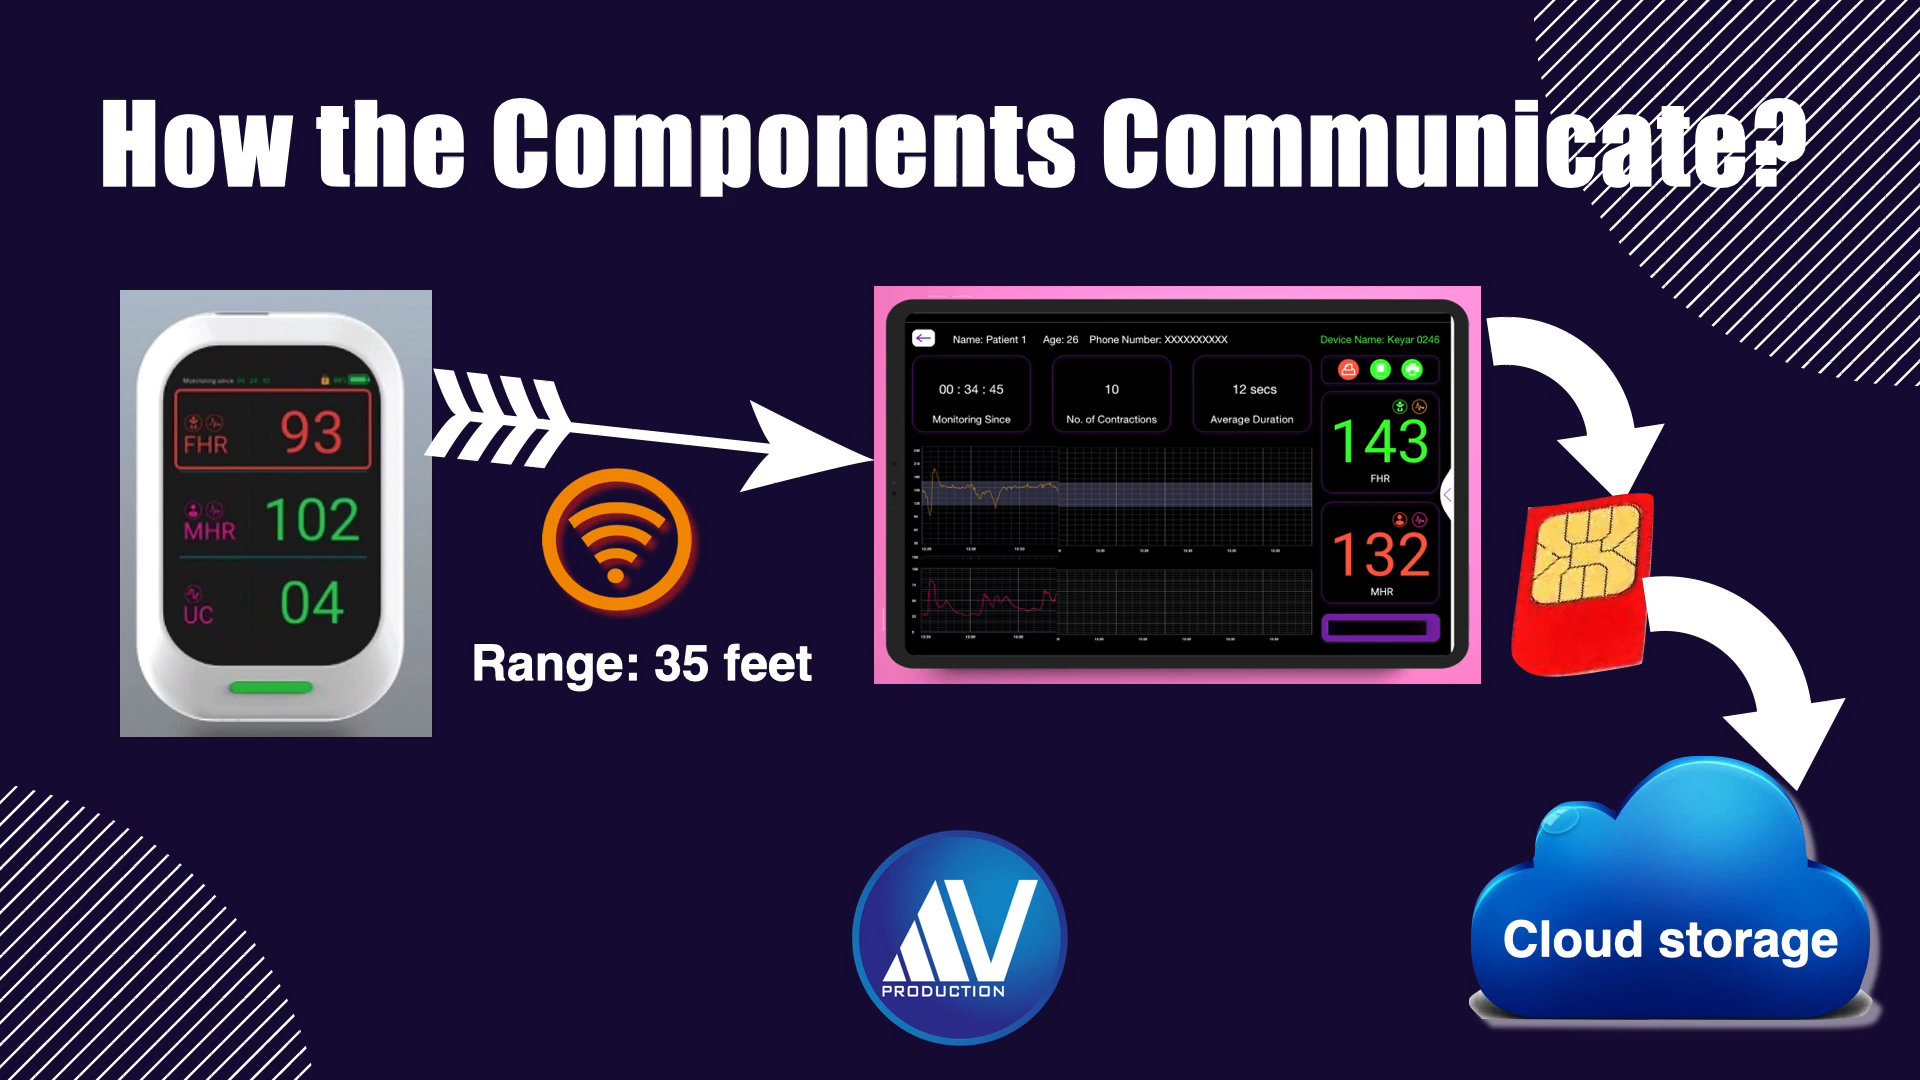 How the Components Communicate?
Monitoring since
FHR 93
MHR 102
UC 04
Range: 35 feet
Name: Patient 1 Age: 26 Phone Number: XXXXXXXXXX Device Name: Keyar 0246
00 : 34 : 45
Monitoring Since
10
No. of Contractions
12 secs
Average Duration
143
FHR
132
MHR
Cloud storage
AV
PRODUCTION